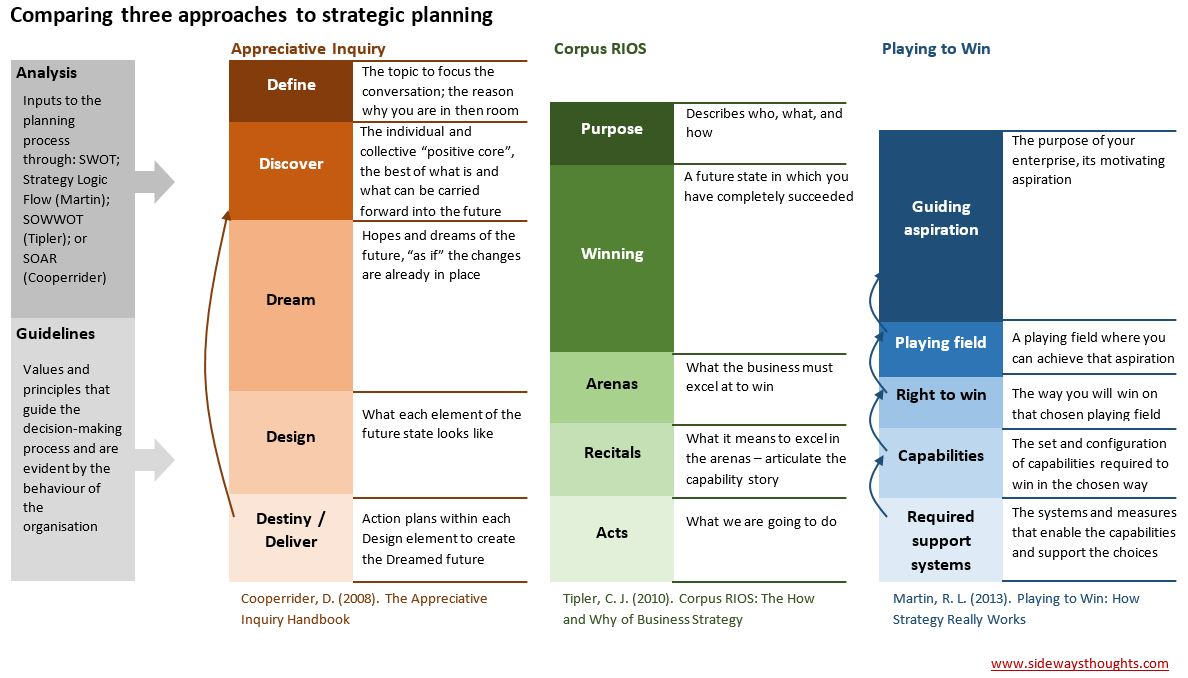 Comparing three approaches to strategic planning
Analysis
Inputs to the
planning
process
through: SWOT;
Strategy Logic
Flow (Martin);
SOWWOT
(Tipler); or
SOAR
(Cooperrider)
Guidelines
Values and
principles that
guide the
decision-making
process and are
evident by the
behaviour of
the
organisation
Appreciative Inquiry
Define
The topic to focus the
conversation; the reason
why you are in then room
Discover
The individual and
collective “positive core”,
the best of what is and
what can be carried
forward into the future
Dream
Hopes and dreams of the
future, “as if” the changes
are already in place
Design
What each element of the
future state looks like
Destiny /
Deliver
Action plans within each
Design element to create
the Dreamed future
Cooperrider, D. (2008). The Appreciative
Inquiry Handbook
Corpus RIOS
Purpose
Describes who, what, and
how
Winning
A future state in which you
have completely succeeded
Arenas
What the business must
excel at to win
Recitals
What it means to excel in
the arenas – articulate the
capability story
Acts
What we are going to do
Tipler, C. J. (2010). Corpus RIOS: The How
and Why of Business Strategy
Playing to Win
Guiding
aspiration
The purpose of your
enterprise, its motivating
aspiration
Playing field
A playing field where you
can achieve that aspiration
Right to win
The way you will win on
that chosen playing field
Capabilities
The set and configuration
of capabilities required to
win in the chosen way
Required
support
systems
The systems and measures
that enable the capabilities
and support the choices
Martin, R. L. (2013). Playing to Win: How
Strategy Really Works
www.sidewaysthoughts.com